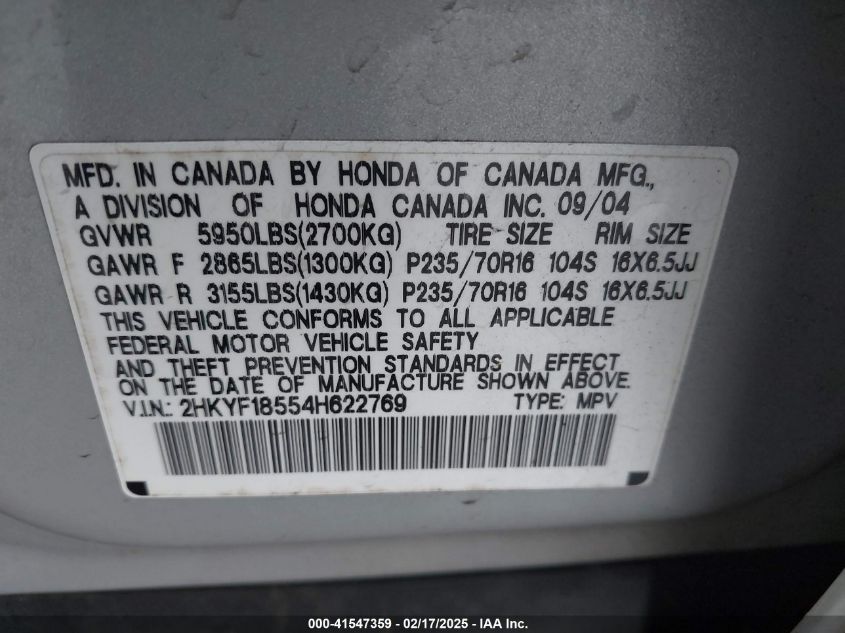 MFD. IN CANADA BY HONDA OF CANADA MFG.,
A DIVISION OF HONDA CANADA INC. 09/04
GVWR 5950LBS(2700KG) TIRE SIZE RIM SIZE
GAWR F 2865LBS(1300KG) P235/70R16 104S 16X6.5JJ
GAWR R 3155LBS(1430KG) P235/70R16 104S 16X6.5JJ
THIS VEHICLE CONFORMS TO ALL APPLICABLE
FEDERAL MOTOR VEHICLE SAFETY
AND THEFT PREVENTION STANDARDS IN EFFECT
ON THE DATE OF MANUFACTURE SHOWN ABOVE.
V.I.N.: 2HKYF18554H622769 TYPE: MPV
000-41547359 — 02/17/2025 — IAA Inc.